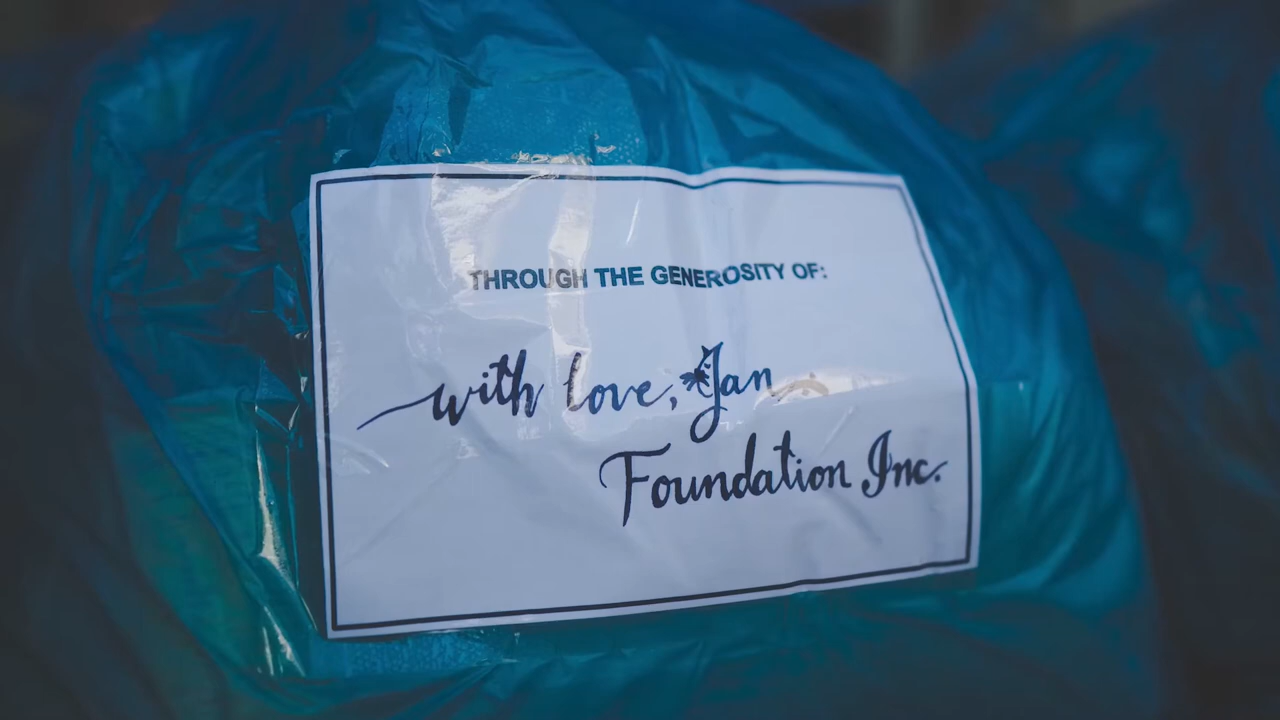 THROUGH THE GENEROSITY OF:
with love, Jan
Foundation Inc.